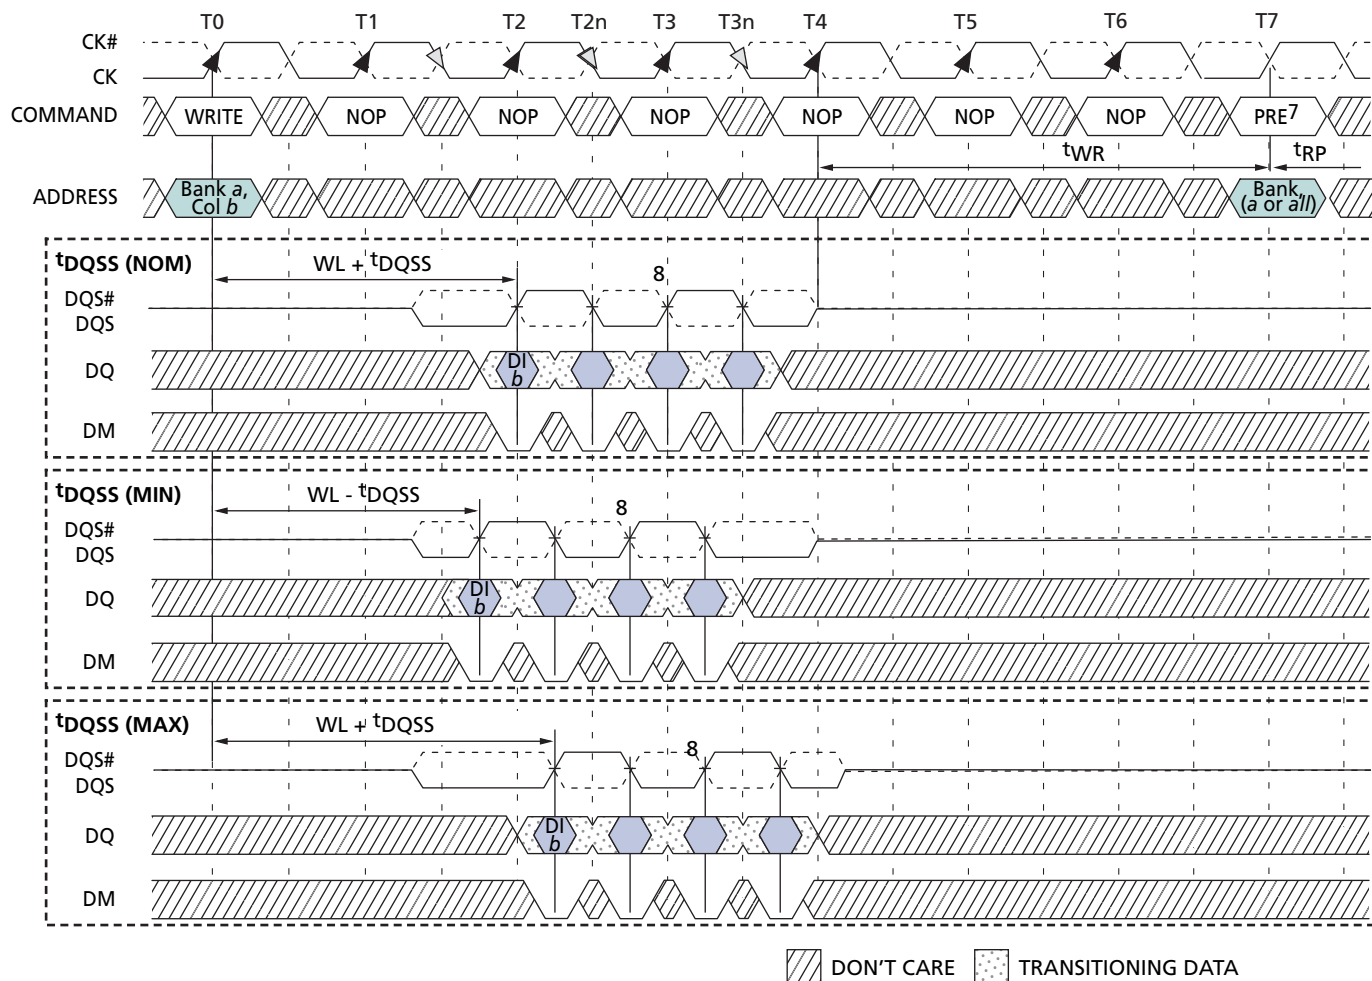 T0 T1 T2 T2n T3 T3n T4 T5 T6 T7
CK#
CK
COMMAND WRITE NOP NOP NOP NOP NOP NOP PRE7
tWR tRP
ADDRESS Bank a, Col b Bank, (a or all)
tDQSS (NOM) WL + tDQSS
8
DQS#
DQS
DQ DI b
DM
tDQSS (MIN) WL - tDQSS
8
DQS#
DQS
DQ DI b
DM
tDQSS (MAX) WL + tDQSS
8
DQS#
DQS
DQ DI b
DM
DON'T CARE TRANSITIONING DATA